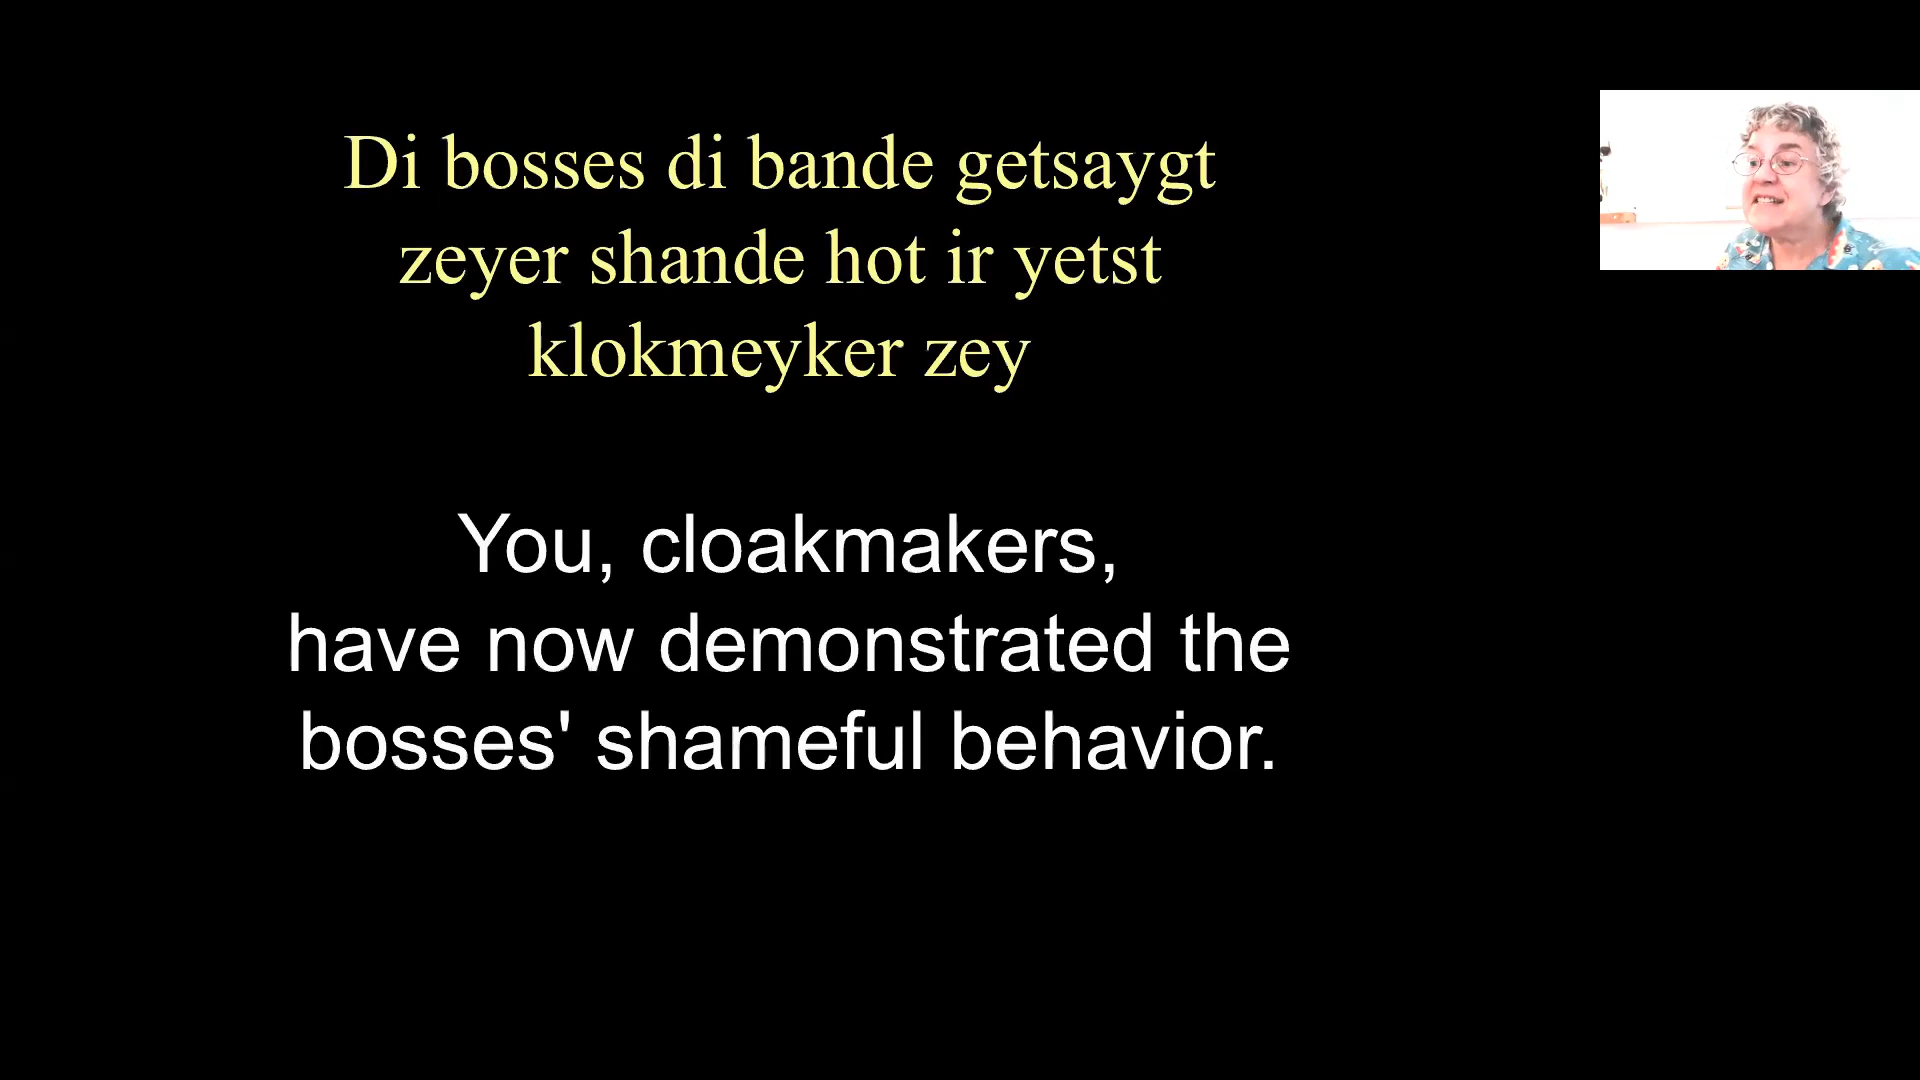 Di bosses di bande getsaygt
zeyer shande hot ir yetst
klokmeyker zey
You, cloakmakers,
have now demonstrated the
bosses' shameful behavior.